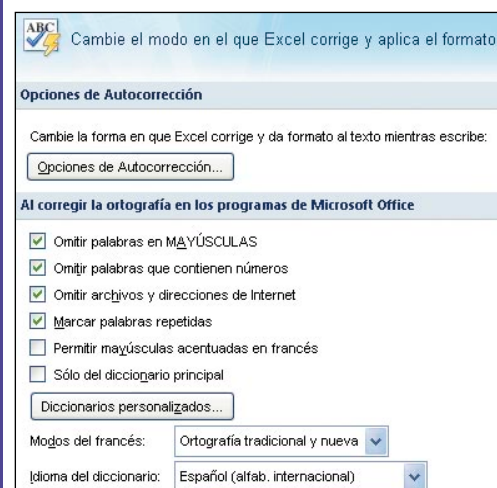 ABC
Cambie el modo en el que Excel corrige y aplica el formato
Opciones de Autocorrección
Cambie la forma en que Excel corrige y da formato al texto mientras escribe:
Opciones de Autocorrección...
Al corregir la ortografía en los programas de Microsoft Office
Omitir palabras en MAYÚSCULAS
Omitir palabras que contienen números
Omitir archivos y direcciones de Internet
Marcar palabras repetidas
Permitir mayúsculas acentuadas en francés
Sólo del diccionario principal
Diccionarios personalizados...
Modos del francés: Ortografía tradicional y nueva
Idioma del diccionario: Español (alfab. internacional)